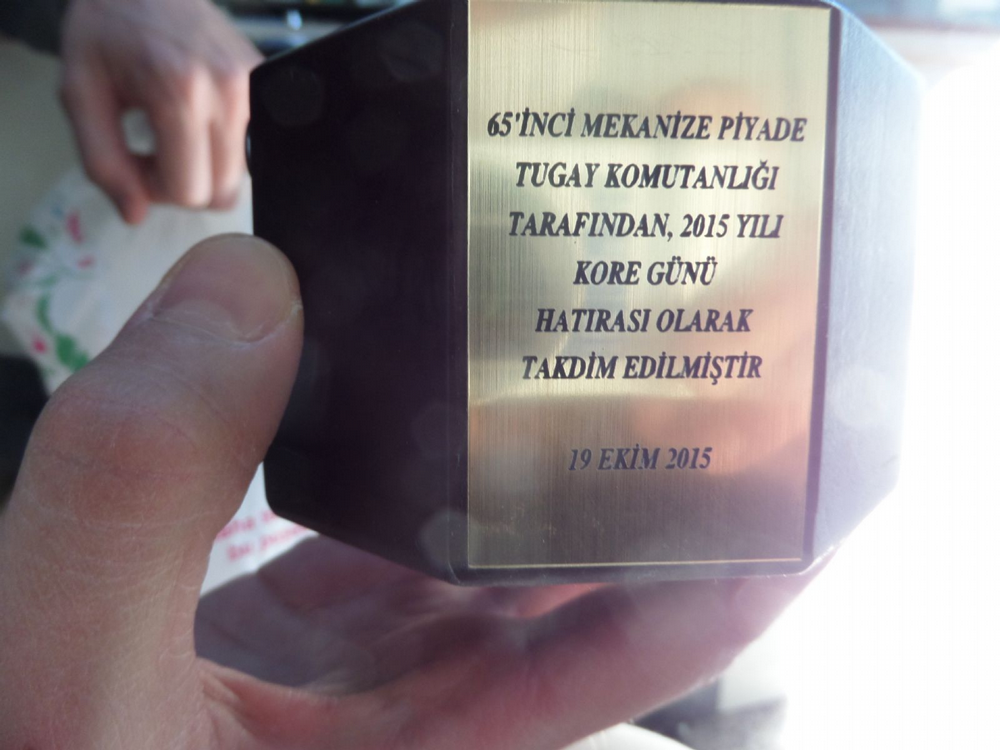 65'İNCİ MEKANİZE PİYADE
TUGAY KOMUTANLIĞI
TARAFINDAN, 2015 YILI
KORE GÜNÜ
HATIRASI OLARAK
TAKDİM EDİLMİŞTİR
19 EKİM 2015